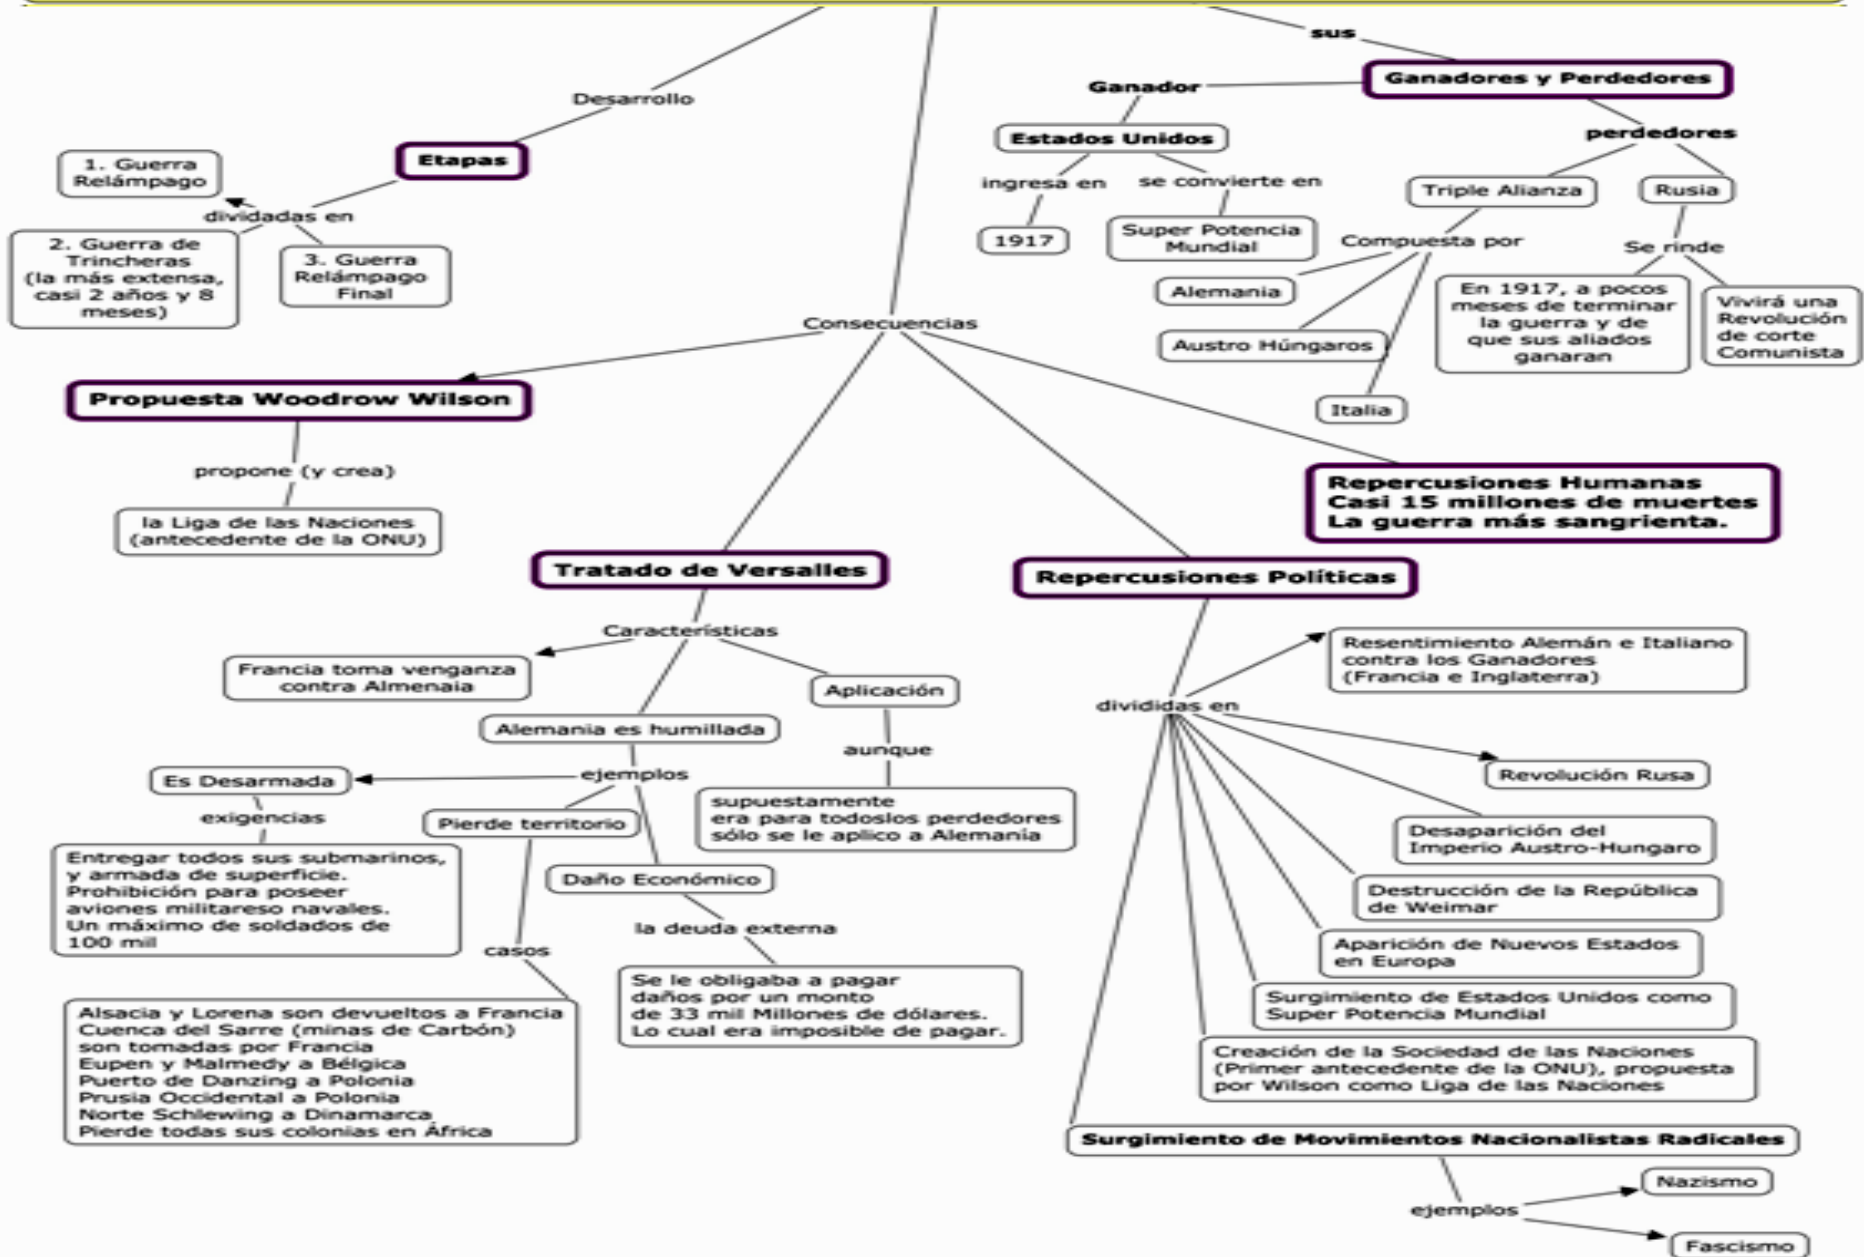 sus
Ganadores y Perdedores
Ganador
Desarrollo
Estados Unidos
perdedores
Etapas
1. Guerra
Relámpago
ingresa en
se convierte en
Triple Alianza
Rusia
dividadas en
1917
Super Potencia
Mundial
Compuesta por
Se rinde
2. Guerra de
Trincheras
(la más extensa,
casi 2 años y 8
meses)
3. Guerra
Relámpago
Final
Alemania
En 1917, a pocos
meses de terminar
la guerra y de
que sus aliados
ganaran
Vivirá una
Revolución
de corte
Comunista
Consecuencias
Austro Húngaros
Italia
Propuesta Woodrow Wilson
propone (y crea)
la Liga de las Naciones
(antecedente de la ONU)
Repercusiones Humanas
Casi 15 millones de muertes
La guerra más sangrienta.
Tratado de Versalles
Repercusiones Políticas
Características
Francia toma venganza
contra Almenaia
Aplicación
Resentimiento Alemán e Italiano
contra los Ganadores
(Francia e Inglaterra)
divididas en
Alemania es humillada
aunque
ejemplos
Es Desarmada
Revolución Rusa
exigencias
Pierde territorio
supuestamente
era para todoslos perdedores
sólo se le aplico a Alemania
Desaparición del
Imperio Austro-Hungaro
Entregar todos sus submarinos,
y armada de superficie.
Prohibición para poseer
aviones militareso navales.
Un máximo de soldados de
100 mil
Daño Económico
Destrucción de la República
de Weimar
la deuda externa
casos
Aparición de Nuevos Estados
en Europa
Se le obligaba a pagar
daños por un monto
de 33 mil Millones de dólares.
Lo cual era imposible de pagar.
Surgimiento de Estados Unidos como
Super Potencia Mundial
Alsacia y Lorena son devueltos a Francia
Cuenca del Sarre (minas de Carbón)
son tomadas por Francia
Eupen y Malmedy a Bélgica
Puerto de Danzing a Polonia
Prusia Occidental a Polonia
Norte Schlewing a Dinamarca
Pierde todas sus colonias en África
Creación de la Sociedad de las Naciones
(Primer antecedente de la ONU), propuesta
por Wilson como Liga de las Naciones
Surgimiento de Movimientos Nacionalistas Radicales
ejemplos
Nazismo
Fascismo